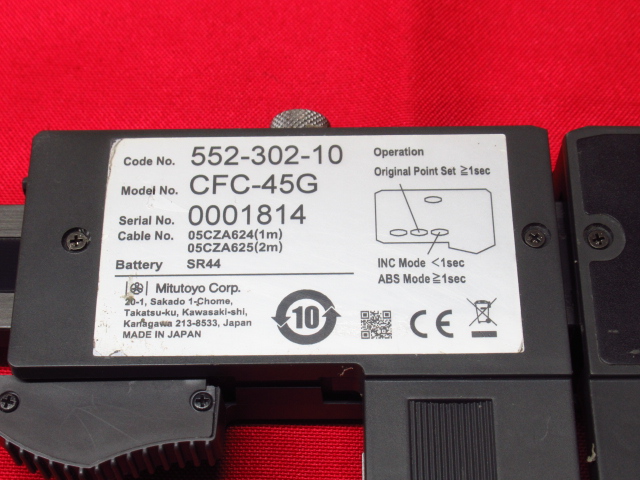 Code No. 552-302-10
Model No. CFC-45G
Serial No. 0001814
Cable No. 05CZA624(1m)
05CZA625(2m)
Battery SR44
Mitutoyo Corp.
20-1, Sakado 1-Chome,
Takatsu-ku, Kawasaki-shi,
Kanagawa 213-8533, Japan
MADE IN JAPAN
Operation
Original Point Set ≧1sec
INC Mode <1sec
ABS Mode ≧1sec
10
CE